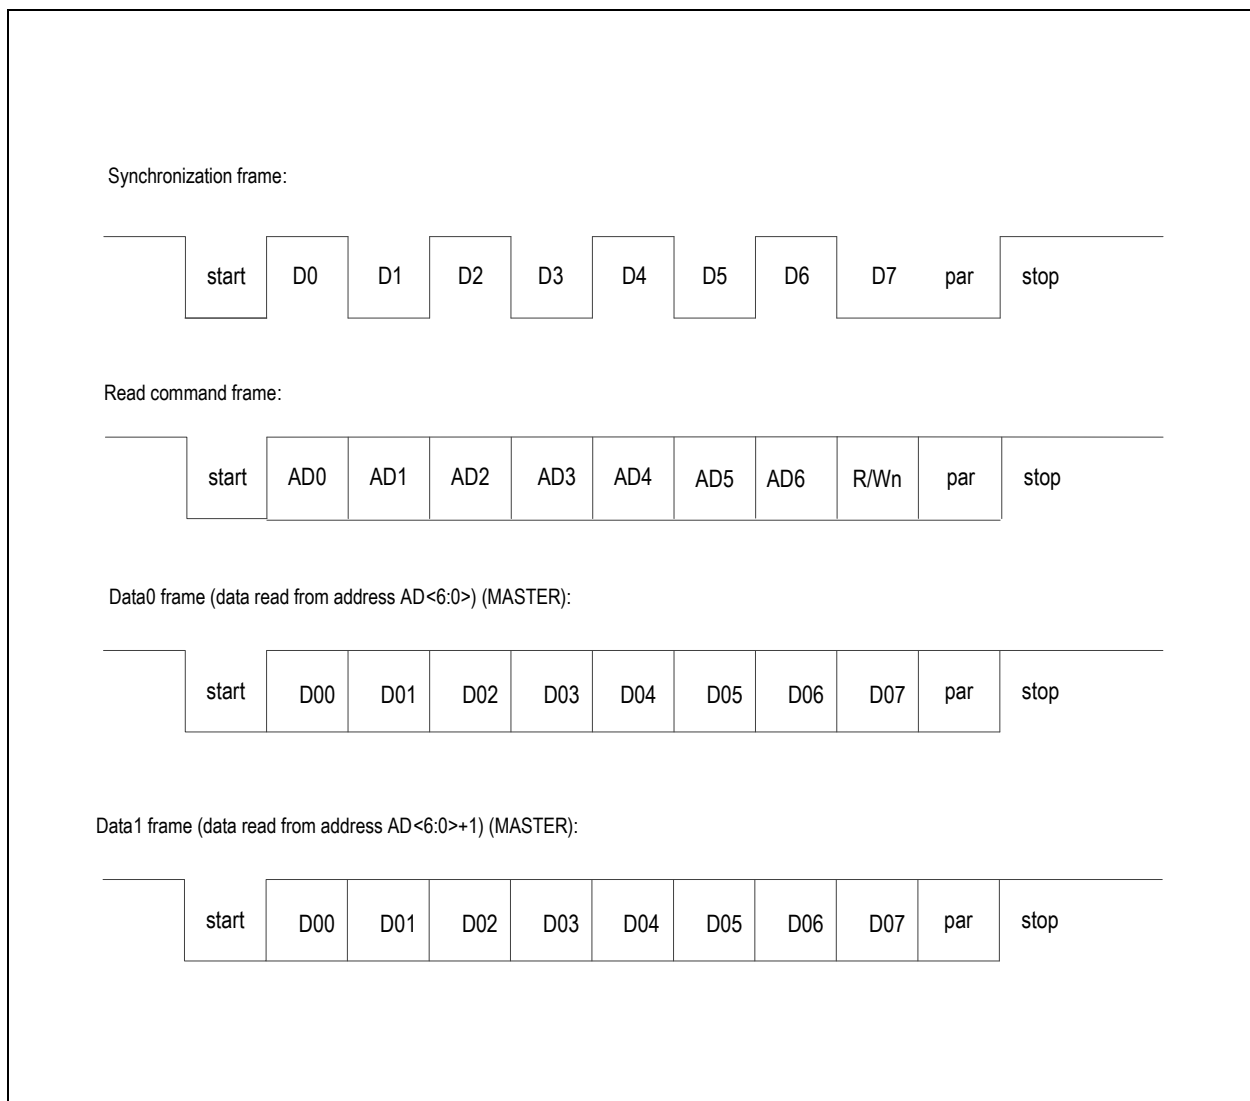 Synchronization frame:
start D0 D1 D2 D3 D4 D5 D6 D7 par stop
Read command frame:
start AD0 AD1 AD2 AD3 AD4 AD5 AD6 R/Wn par stop
Data0 frame (data read from address AD<6:0>) (MASTER):
start D00 D01 D02 D03 D04 D05 D06 D07 par stop
Data1 frame (data read from address AD<6:0>+1) (MASTER):
start D00 D01 D02 D03 D04 D05 D06 D07 par stop